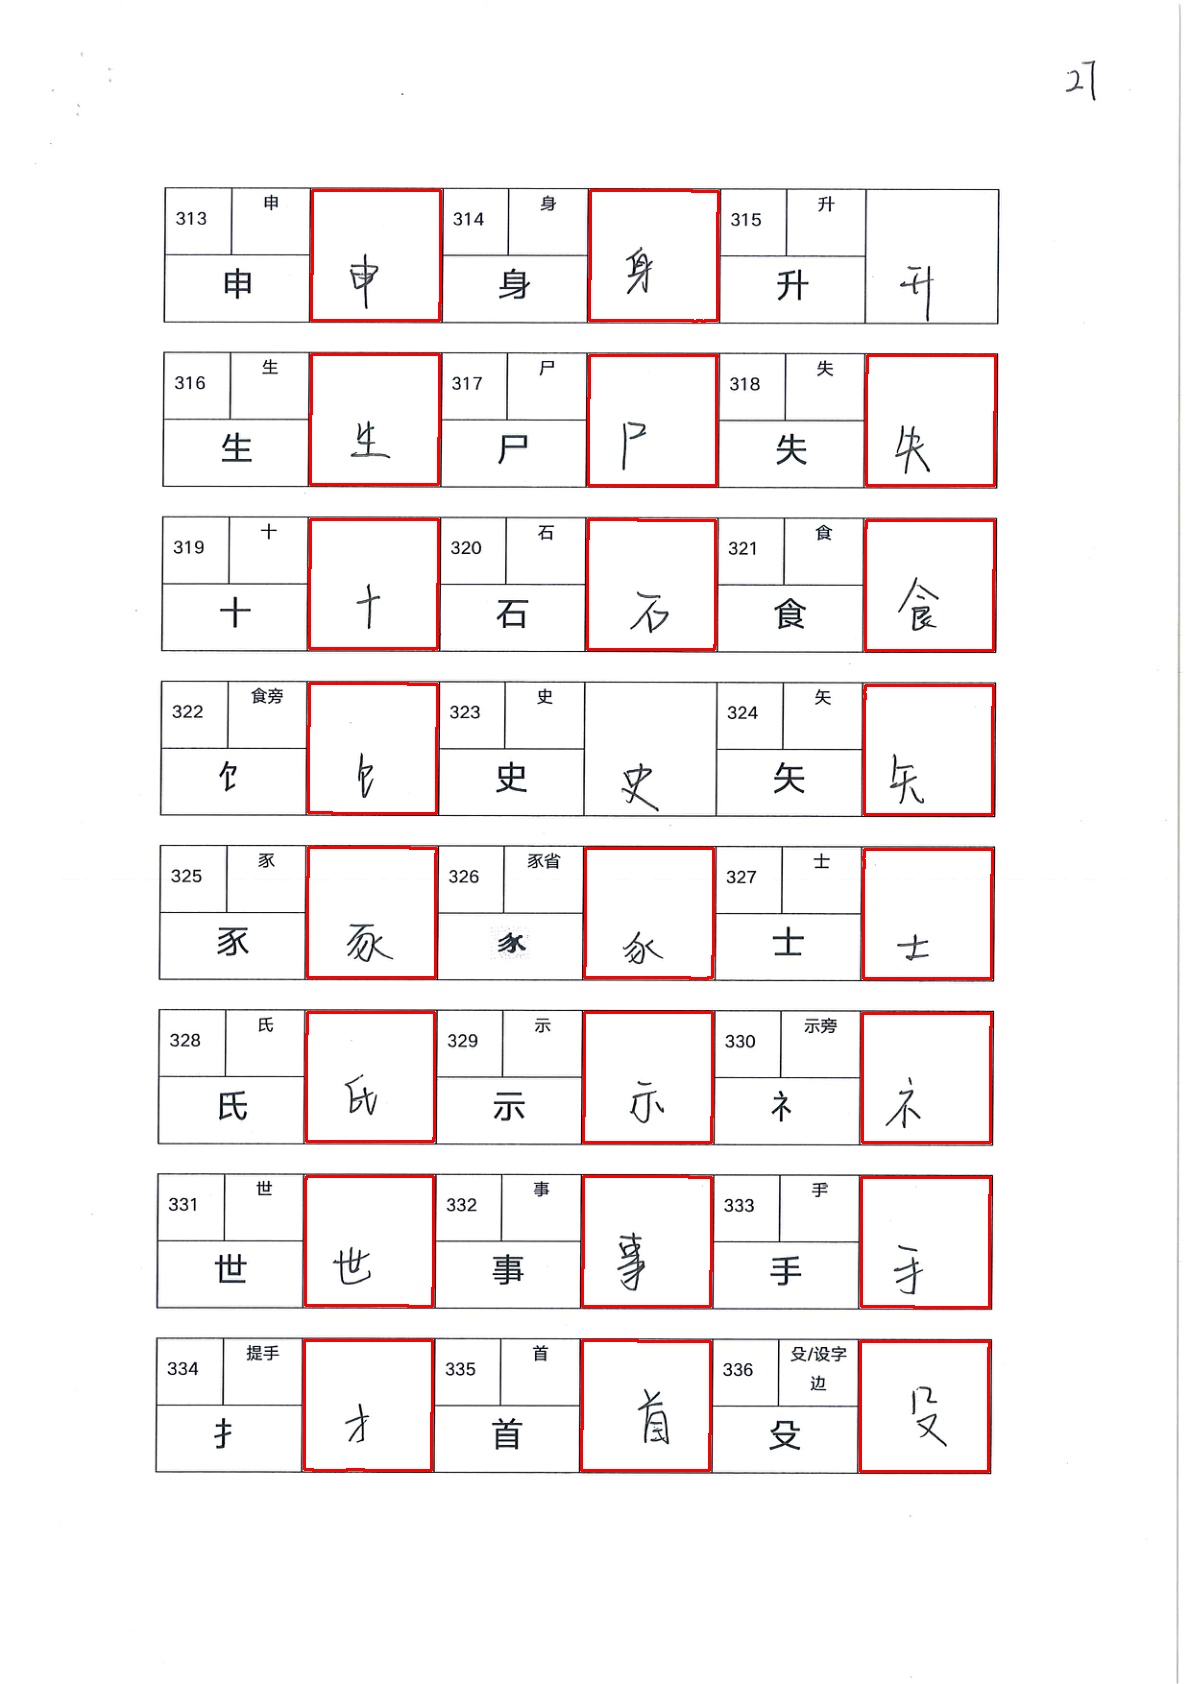 27
313 申 申 申 314 身 身 身 315 升 升 升
316 生 生 生 317 尸 尸 尸 318 失 失 失
319 十 十 十 320 石 石 石 321 食 食 食
322 食旁 饣 饣 323 史 史 史 324 矢 矢 矢
325 豕 豕 豕 326 豕省 327 士 士 士
328 氏 氏 氏 329 示 示 示 330 示旁 礻 礻
331 世 世 世 332 事 事 事 333 手 手 手
334 提手 扌 扌 335 首 首 首 336 殳/设字边 殳 殳